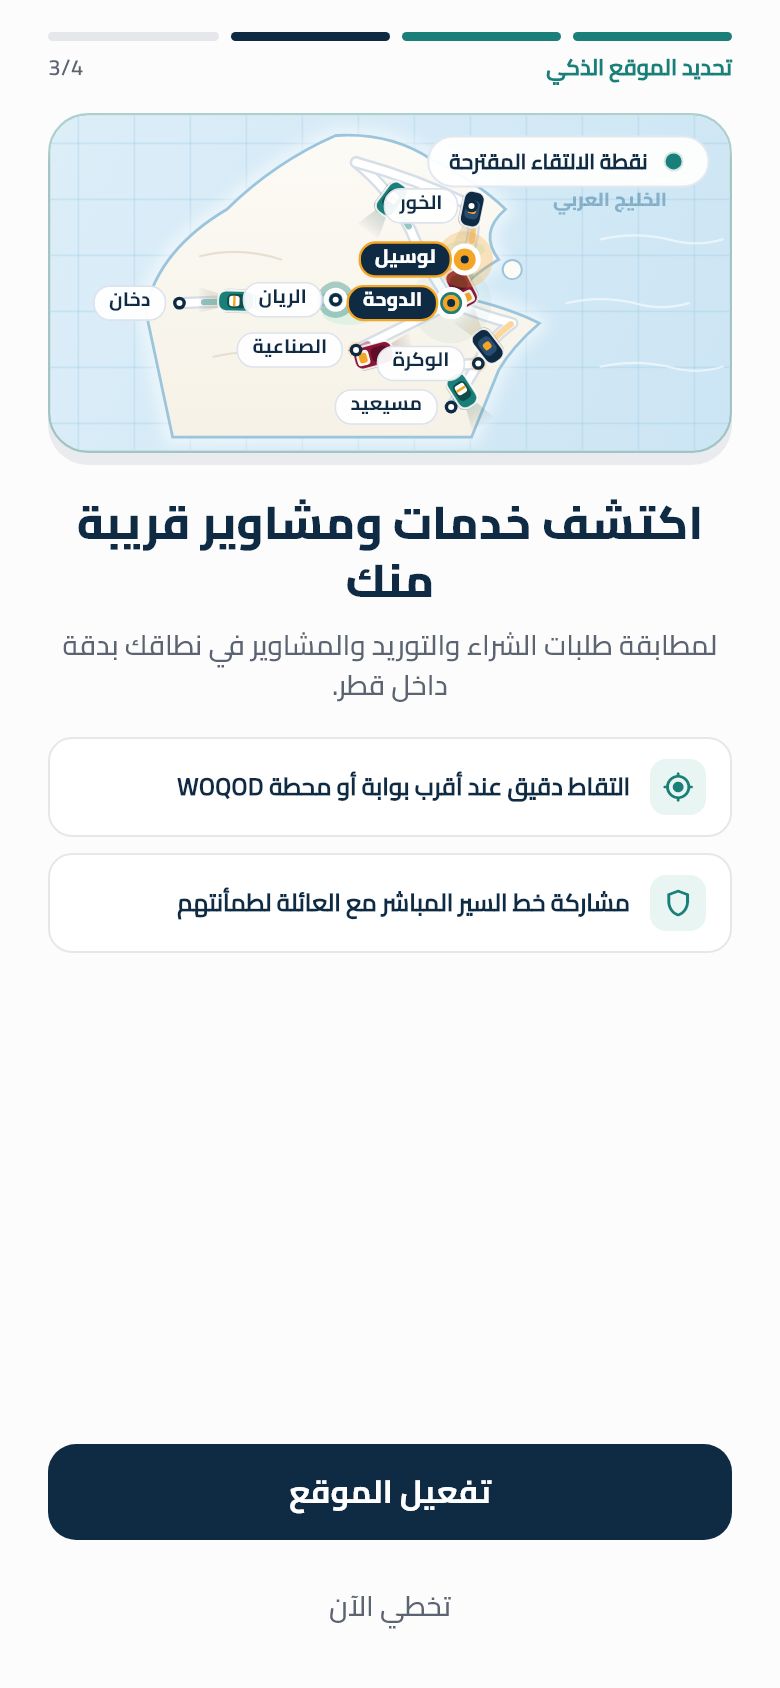 تحديد الموقع الذكي
3/4
نقطة الالتقاء المقترحة
الخليج العربي
الخور
لوسيل
الدوحة
الريان
دخان
الصناعية
الوكرة
مسيعيد
اكتشف خدمات ومشاوير قريبة
منك
لمطابقة طلبات الشراء والتوريد والمشاوير في نطاقك بدقة
داخل قطر.
التقاط دقيق عند أقرب بوابة أو محطة WOQOD
مشاركة خط السير المباشر مع العائلة لطمأنتهم
تفعيل الموقع
تخطي الآن